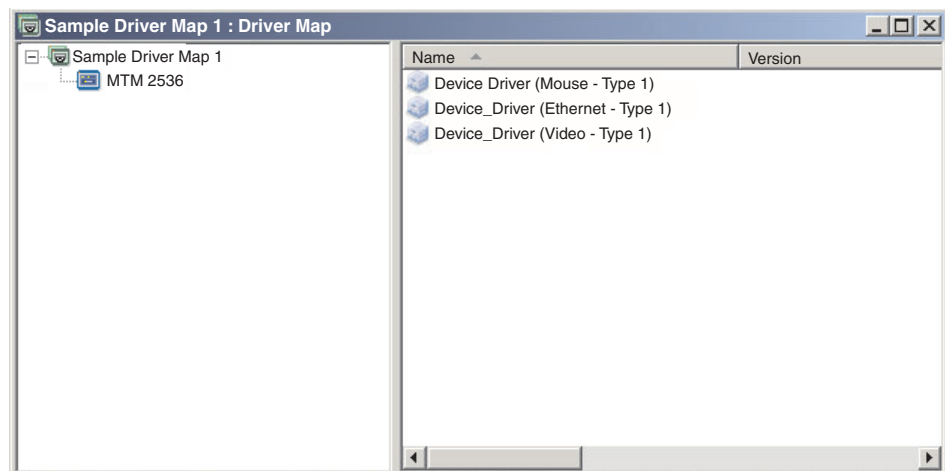 Sample Driver Map 1 : Driver Map
Sample Driver Map 1
MTM 2536
Name Version
Device Driver (Mouse - Type 1)
Device_Driver (Ethernet - Type 1)
Device_Driver (Video - Type 1)